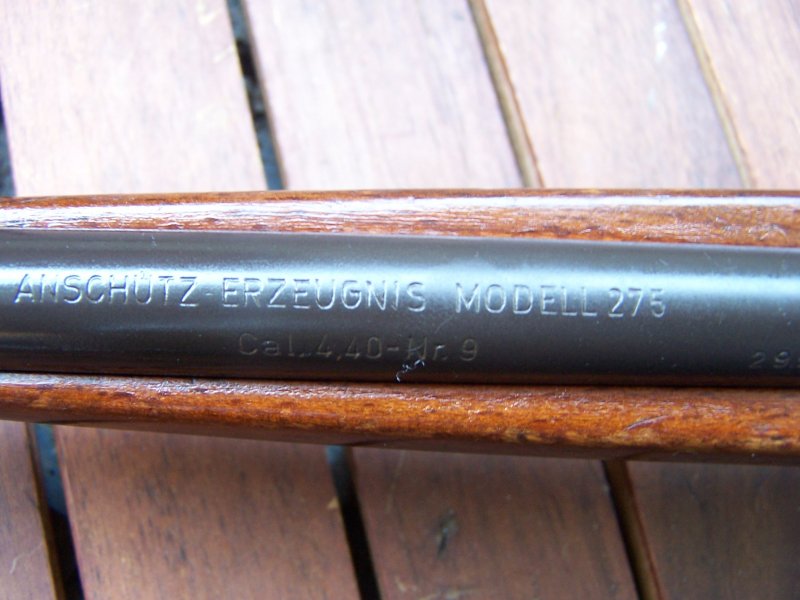 ANSCHÜTZ-ERZEUGNIS MODELL 275
Cal. 4,40-Nr. 9